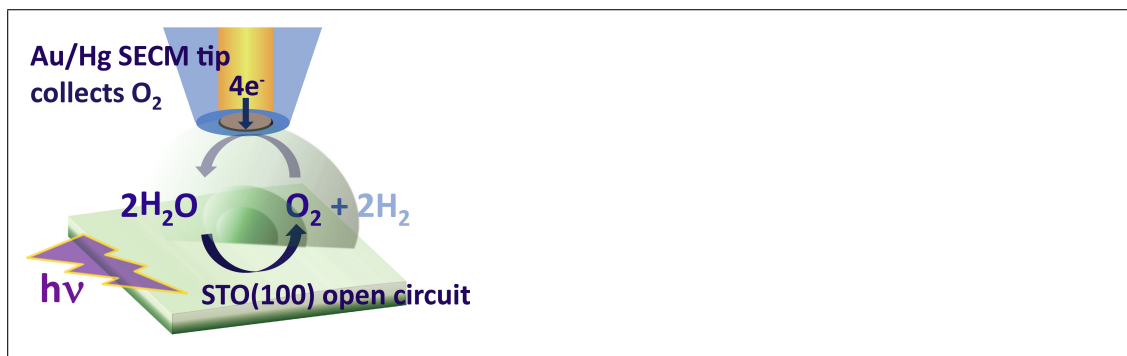 Au/Hg SECM tip
collects O₂
4e⁻
2H₂O O₂ + 2H₂
hν
STO(100) open circuit